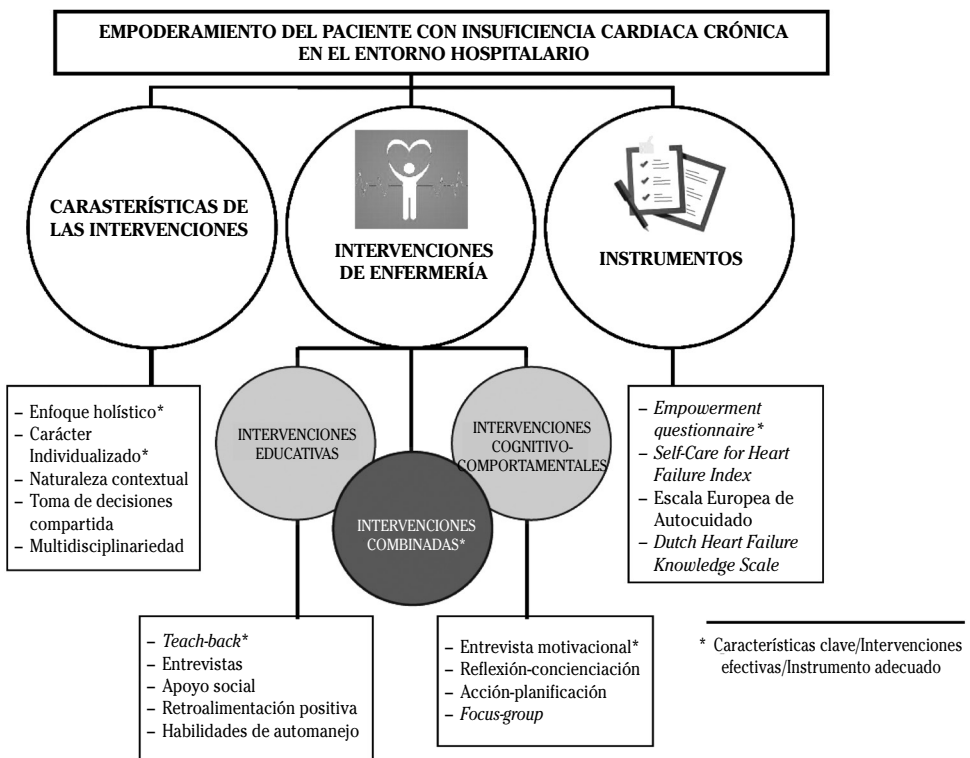 EMPODERAMIENTO DEL PACIENTE CON INSUFICIENCIA CARDIACA CRÓNICA
EN EL ENTORNO HOSPITALARIO
CARASTERÍSTICAS DE
LAS INTERVENCIONES
INTERVENCIONES
DE ENFERMERÍA
INSTRUMENTOS
– Enfoque holístico*
– Carácter
Individualizado*
– Naturaleza contextual
– Toma de decisiones
compartida
– Multidisciplinariedad
INTERVENCIONES
EDUCATIVAS
INTERVENCIONES
COGNITIVO-
COMPORTAMENTALES
INTERVENCIONES
COMBINADAS*
– Empowerment
questionnaire*
– Self-Care for Heart
Failure Index
– Escala Europea de
Autocuidado
– Dutch Heart Failure
Knowledge Scale
– Teach-back*
– Entrevistas
– Apoyo social
– Retroalimentación positiva
– Habilidades de automanejo
– Entrevista motivacional*
– Reflexión-concienciación
– Acción-planificación
– Focus-group
* Características clave/Intervenciones
efectivas/Instrumento adecuado